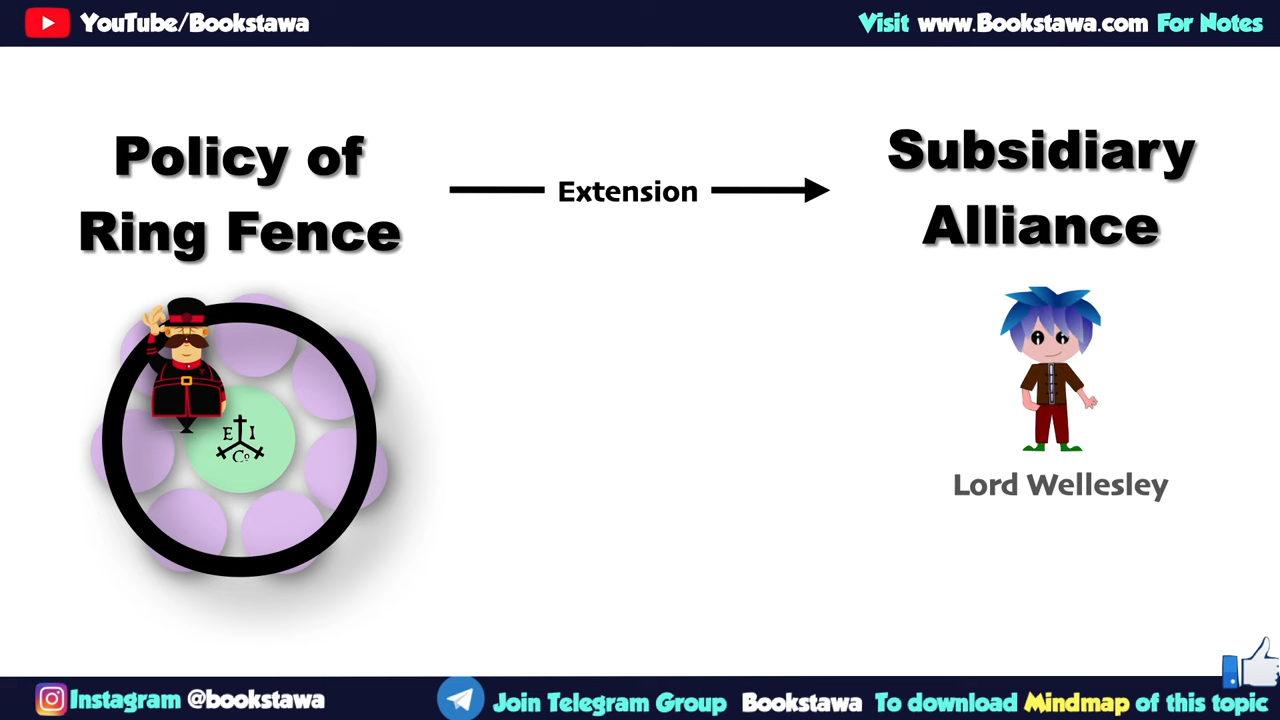 YouTube/Bookstawa
Visit www.Bookstawa.com For Notes
Policy of
Ring Fence
Extension
Subsidiary
Alliance
E I
Co
Lord Wellesley
Instagram @bookstawa
Join Telegram Group Bookstawa To download Mindmap of this topic